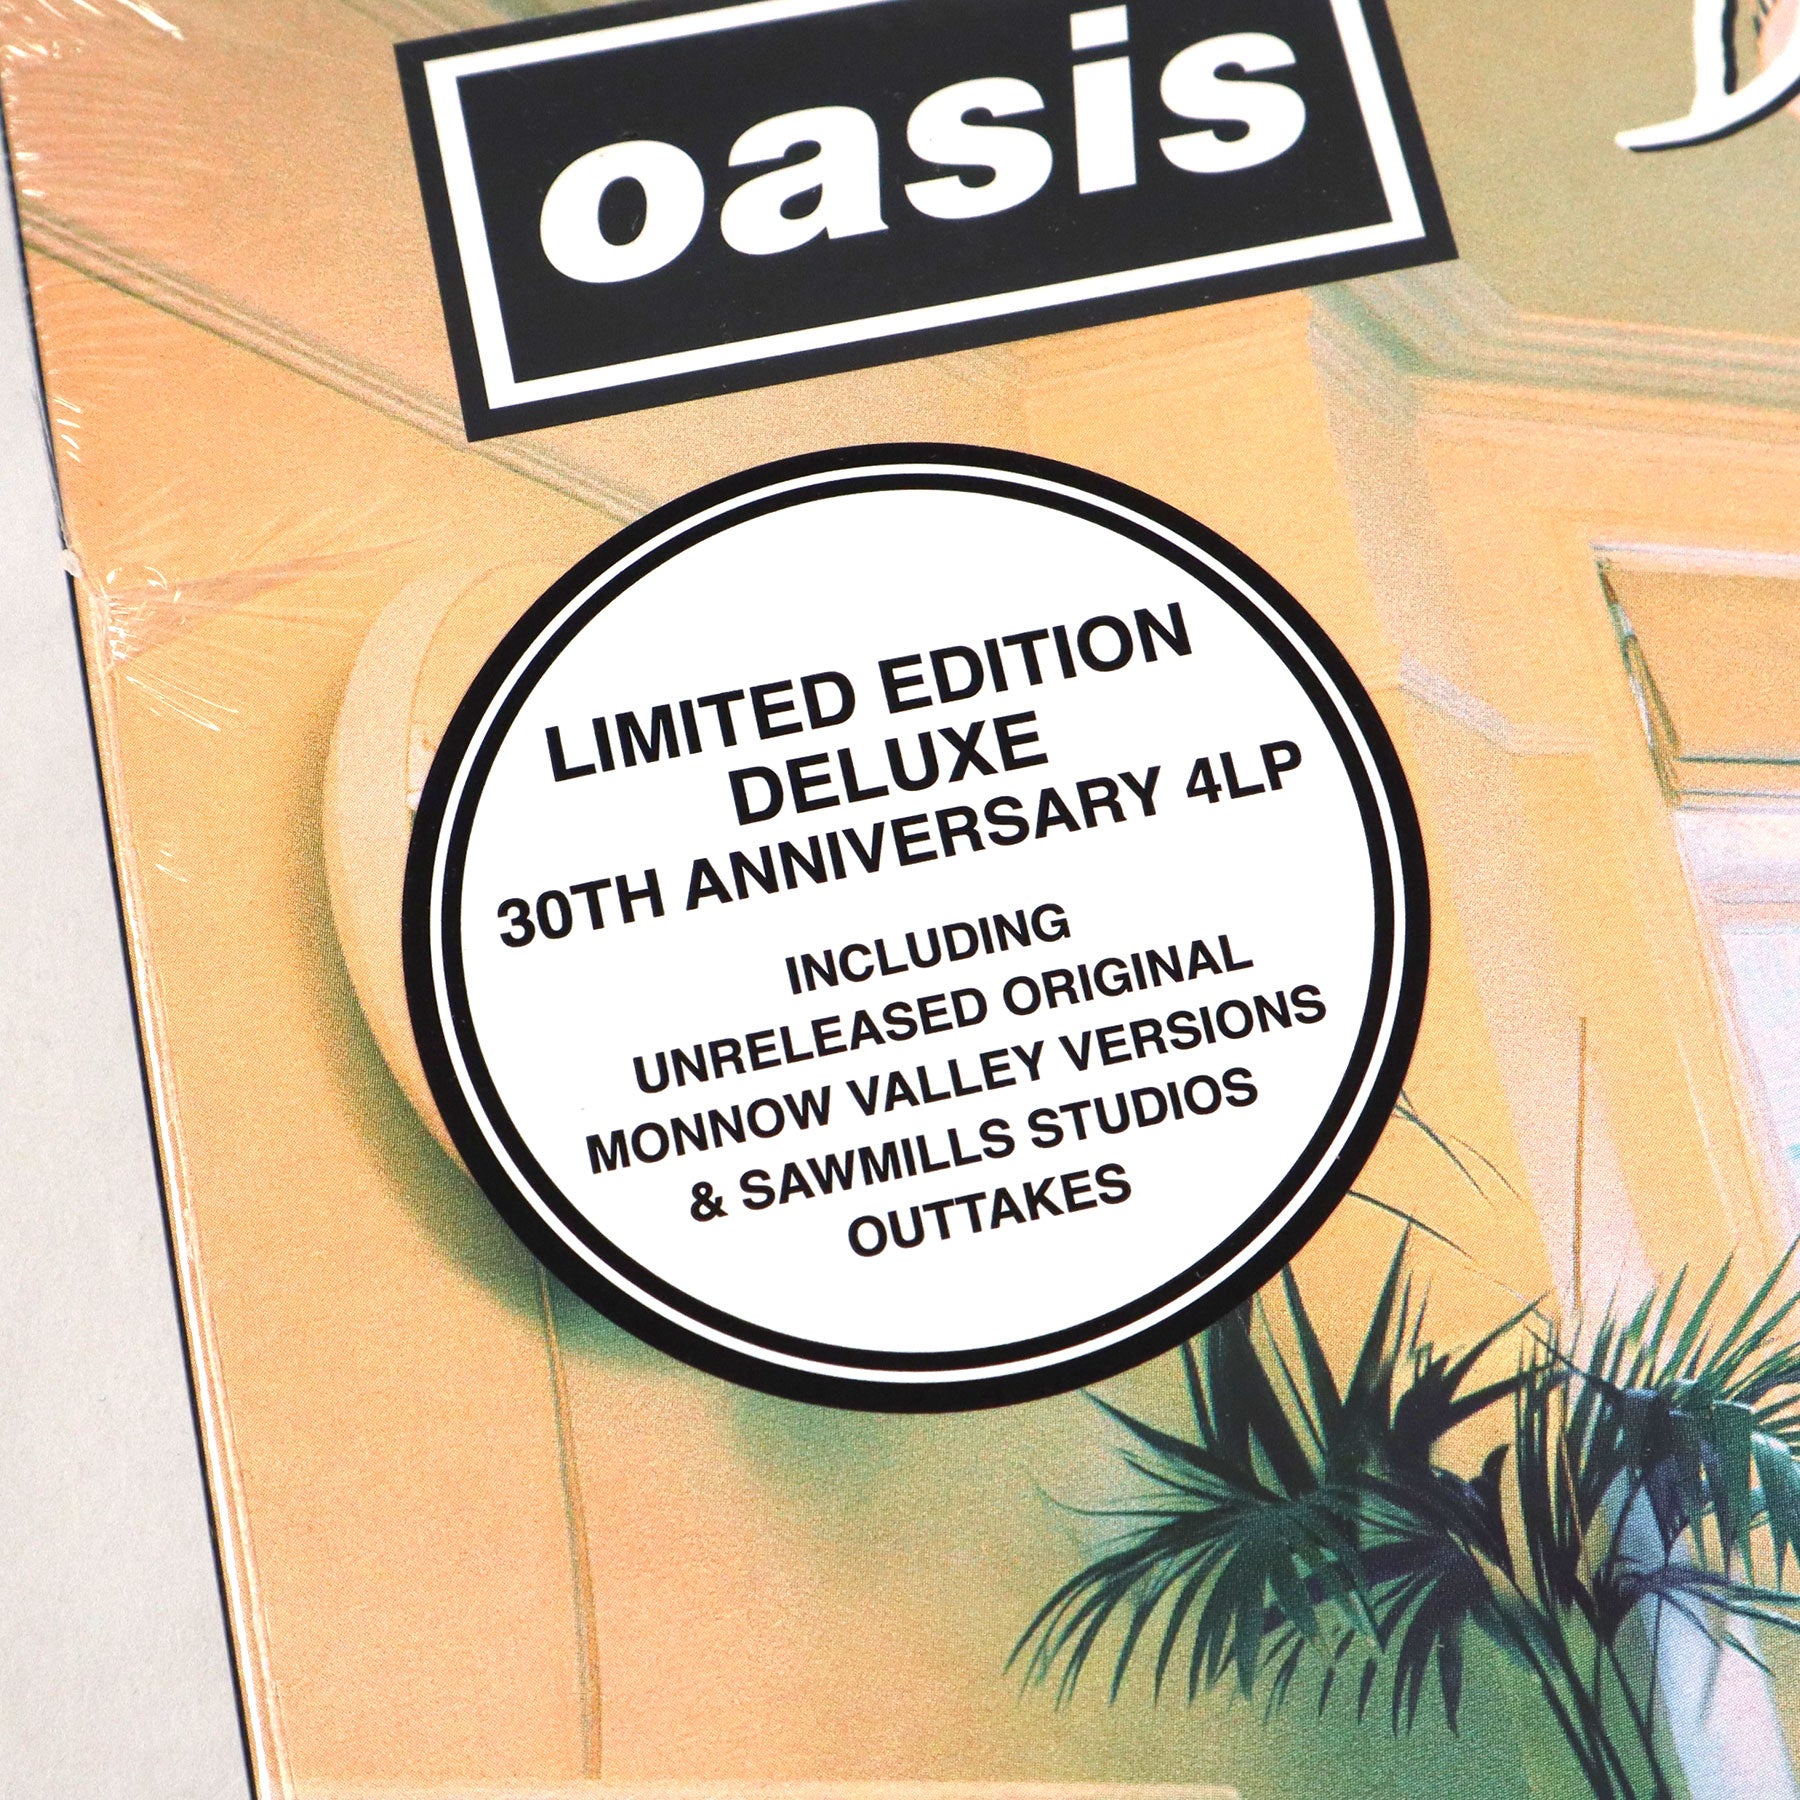 oasis
LIMITED EDITION
DELUXE
30TH ANNIVERSARY 4LP
INCLUDING
UNRELEASED ORIGINAL
MONNOW VALLEY VERSIONS
& SAWMILLS STUDIOS
OUTTAKES